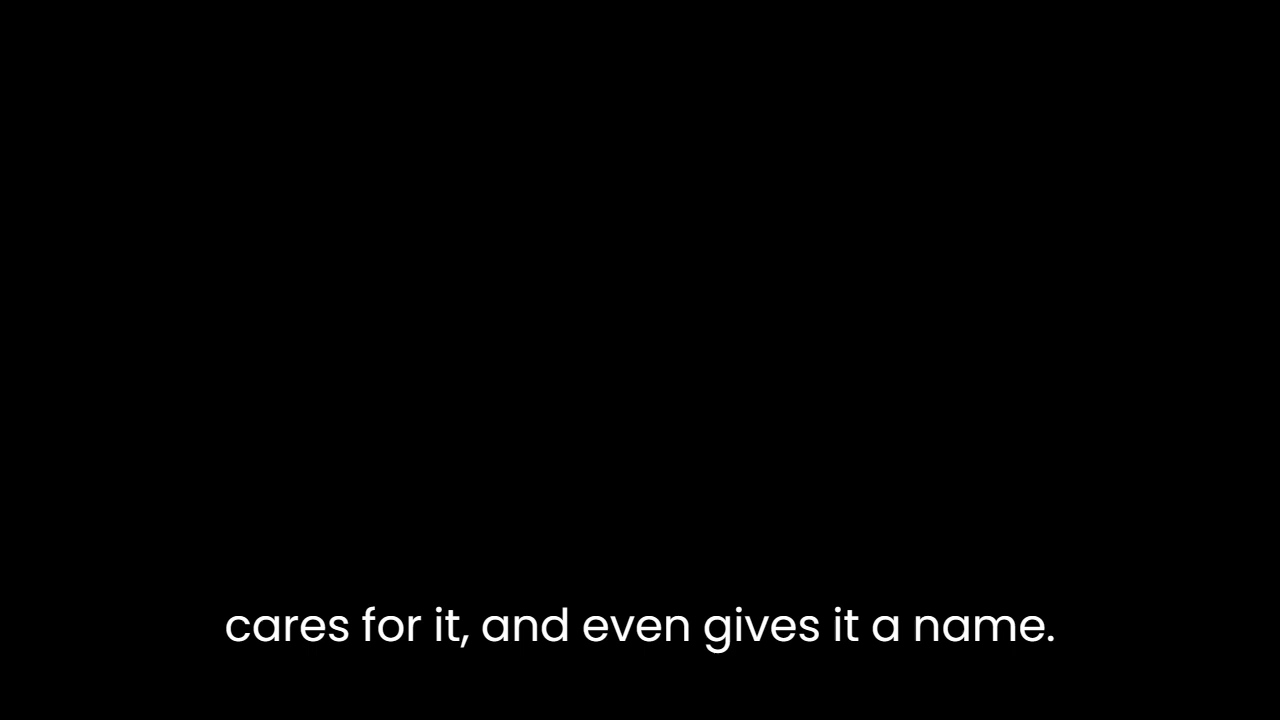 cares for it, and even gives it a name.